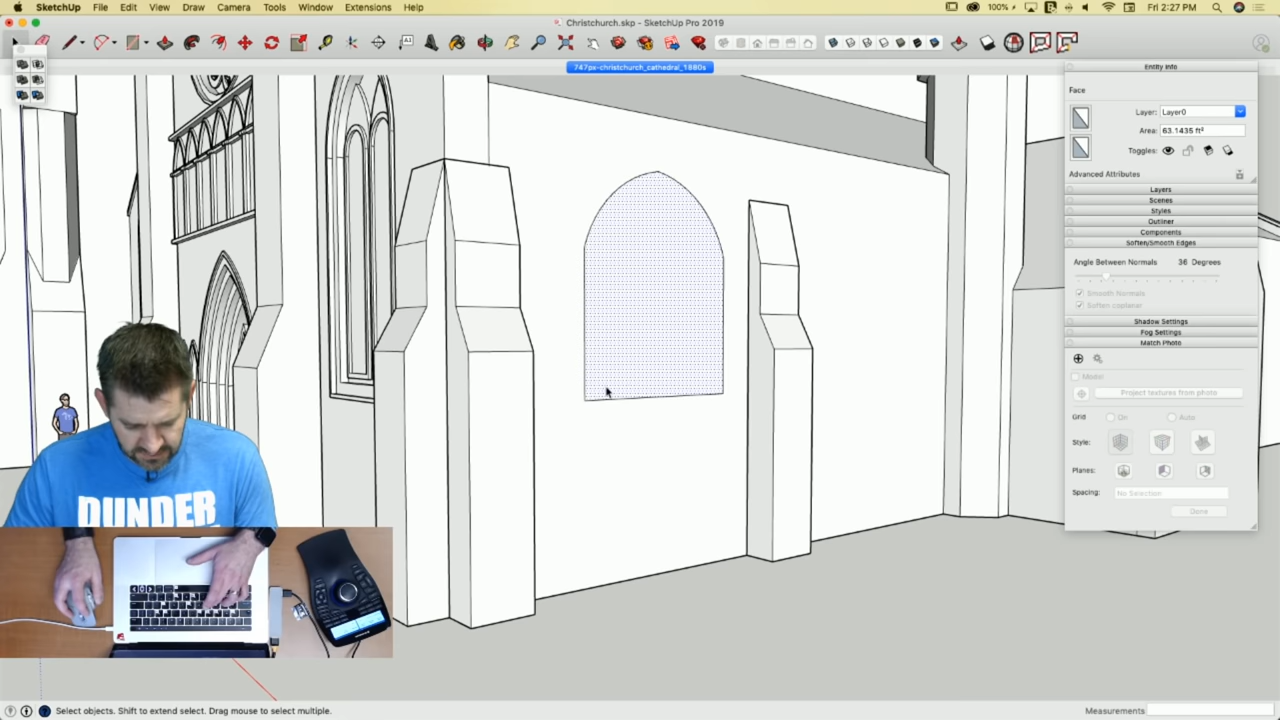 SketchUp File Edit View Draw Camera Tools Window Extensions Help 100% Fri 2:27 PM
Christchurch.skp - SketchUp Pro 2019
747px-christchurch_cathedral_1880s
Entity Info
Face
Layer: Layer0
Area: 63.1435 ft²
Toggles:
Advanced Attributes
Layers
Scenes
Styles
Outliner
Components
Soften/Smooth Edges
Angle Between Normals 36 Degrees
Smooth Normals
Soften coplanar
Shadow Settings
Fog Settings
Match Photo
Model
Project textures from photo
Grid On Auto
Style:
Planes:
Spacing: No Selection
Done
DUNDER
Select objects. Shift to extend select. Drag mouse to select multiple. Measurements